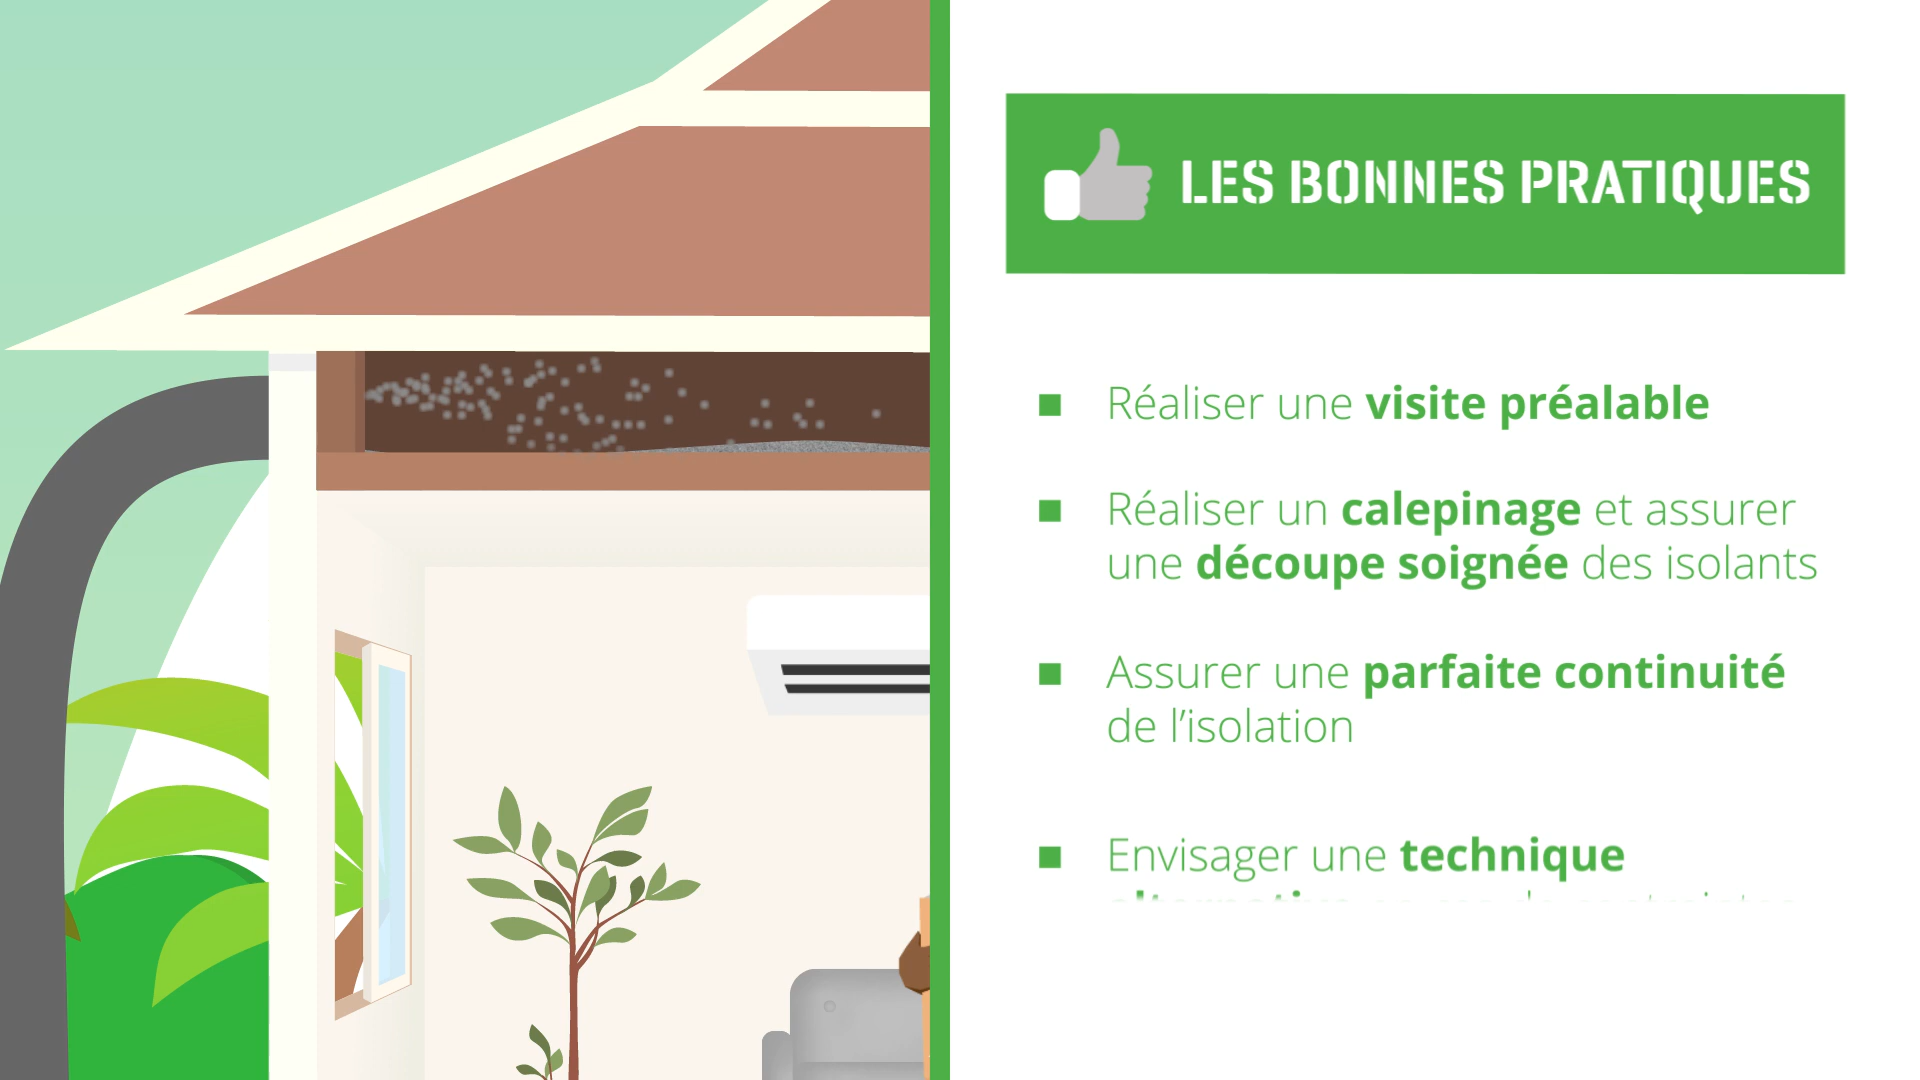 LES BONNES PRATIQUES
Réaliser une visite préalable
Réaliser un calepinage et assurer
une découpe soignée des isolants
Assurer une parfaite continuité
de l'isolation
Envisager une technique